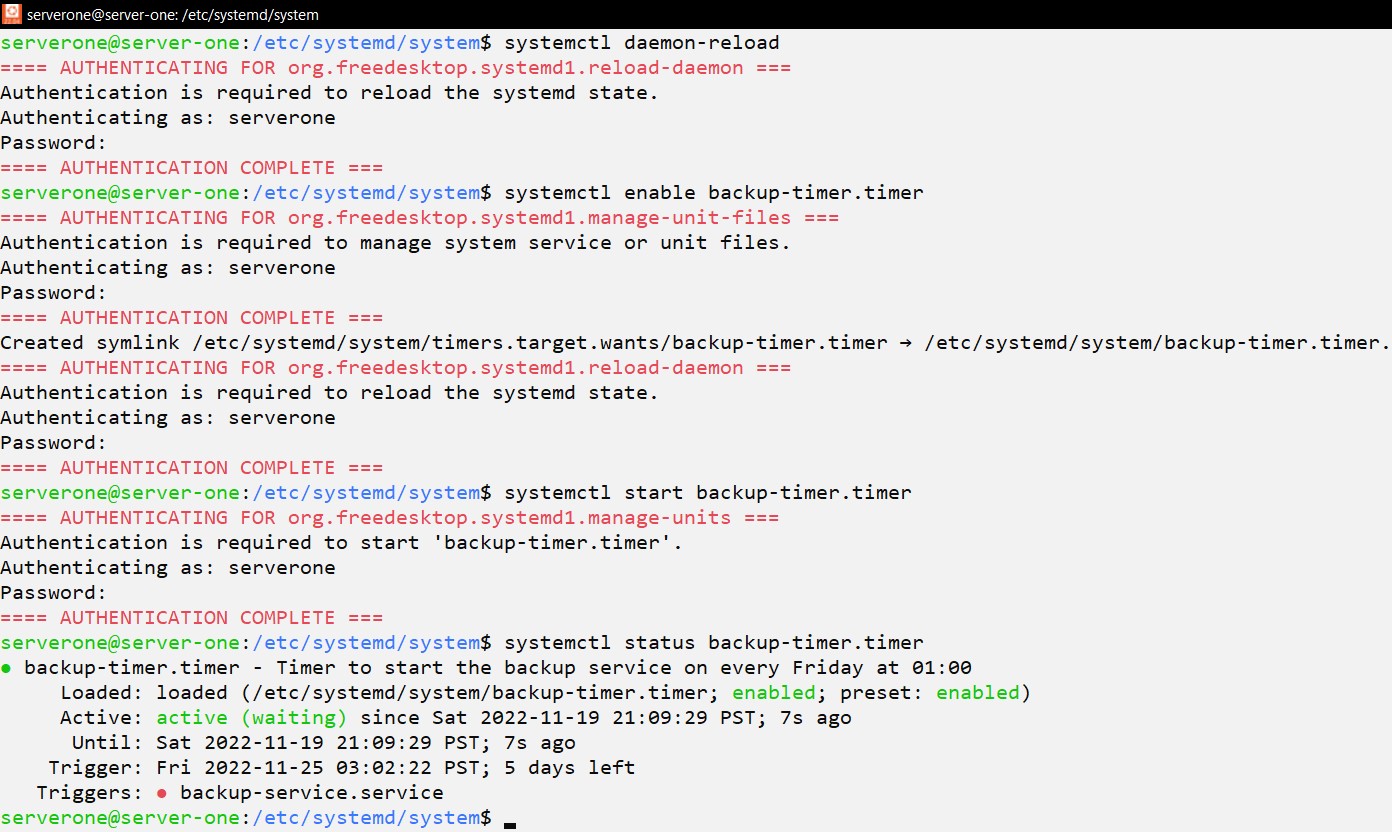 serverone@server-one: /etc/systemd/system
serverone@server-one:/etc/systemd/system$ systemctl daemon-reload
==== AUTHENTICATING FOR org.freedesktop.systemd1.reload-daemon ===
Authentication is required to reload the systemd state.
Authenticating as: serverone
Password:
==== AUTHENTICATION COMPLETE ===
serverone@server-one:/etc/systemd/system$ systemctl enable backup-timer.timer
==== AUTHENTICATING FOR org.freedesktop.systemd1.manage-unit-files ===
Authentication is required to manage system service or unit files.
Authenticating as: serverone
Password:
==== AUTHENTICATION COMPLETE ===
Created symlink /etc/systemd/system/timers.target.wants/backup-timer.timer → /etc/systemd/system/backup-timer.timer.
==== AUTHENTICATING FOR org.freedesktop.systemd1.reload-daemon ===
Authentication is required to reload the systemd state.
Authenticating as: serverone
Password:
==== AUTHENTICATION COMPLETE ===
serverone@server-one:/etc/systemd/system$ systemctl start backup-timer.timer
==== AUTHENTICATING FOR org.freedesktop.systemd1.manage-units ===
Authentication is required to start 'backup-timer.timer'.
Authenticating as: serverone
Password:
==== AUTHENTICATION COMPLETE ===
serverone@server-one:/etc/systemd/system$ systemctl status backup-timer.timer
● backup-timer.timer - Timer to start the backup service on every Friday at 01:00
Loaded: loaded (/etc/systemd/system/backup-timer.timer; enabled; preset: enabled)
Active: active (waiting) since Sat 2022-11-19 21:09:29 PST; 7s ago
Until: Sat 2022-11-19 21:09:29 PST; 7s ago
Trigger: Fri 2022-11-25 03:02:22 PST; 5 days left
Triggers: ● backup-service.service
serverone@server-one:/etc/systemd/system$